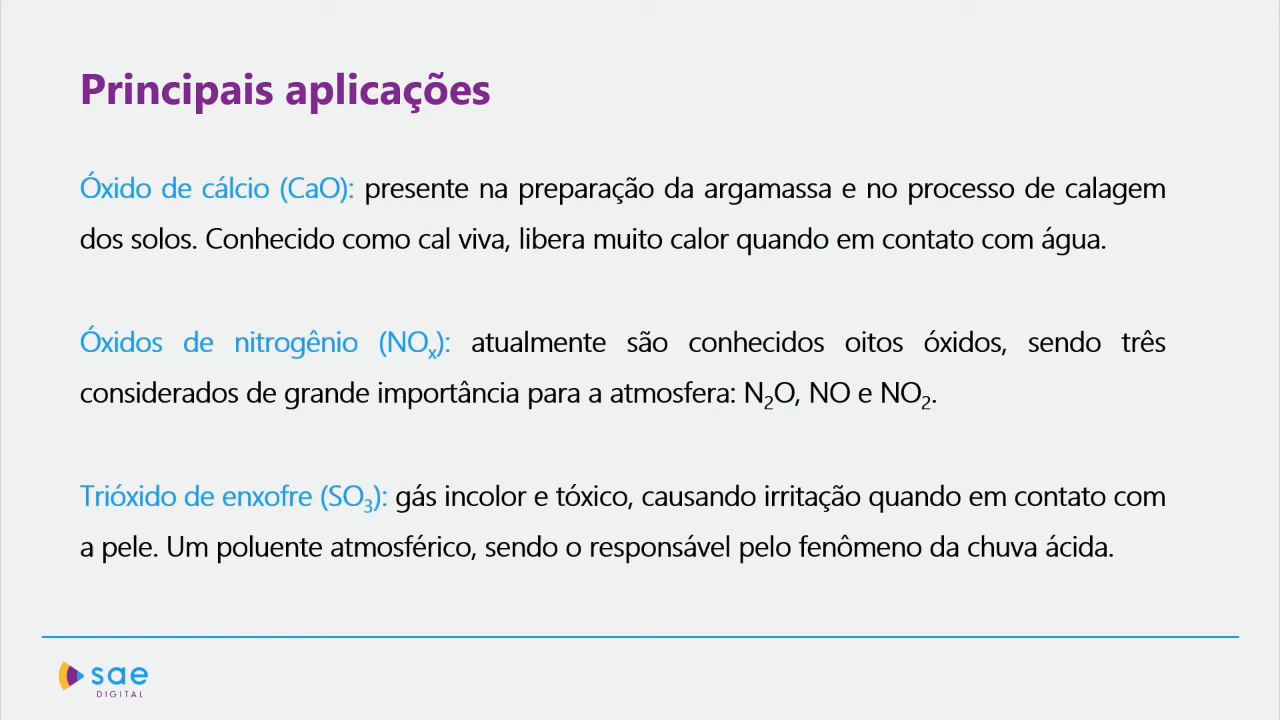 Principais aplicações
Óxido de cálcio (CaO): presente na preparação da argamassa e no processo de calagem
dos solos. Conhecido como cal viva, libera muito calor quando em contato com água.
Óxidos de nitrogênio (NOₓ): atualmente são conhecidos oitos óxidos, sendo três
considerados de grande importância para a atmosfera: N₂O, NO e NO₂.
Trióxido de enxofre (SO₃): gás incolor e tóxico, causando irritação quando em contato com
a pele. Um poluente atmosférico, sendo o responsável pelo fenômeno da chuva ácida.
sae
DIGITAL